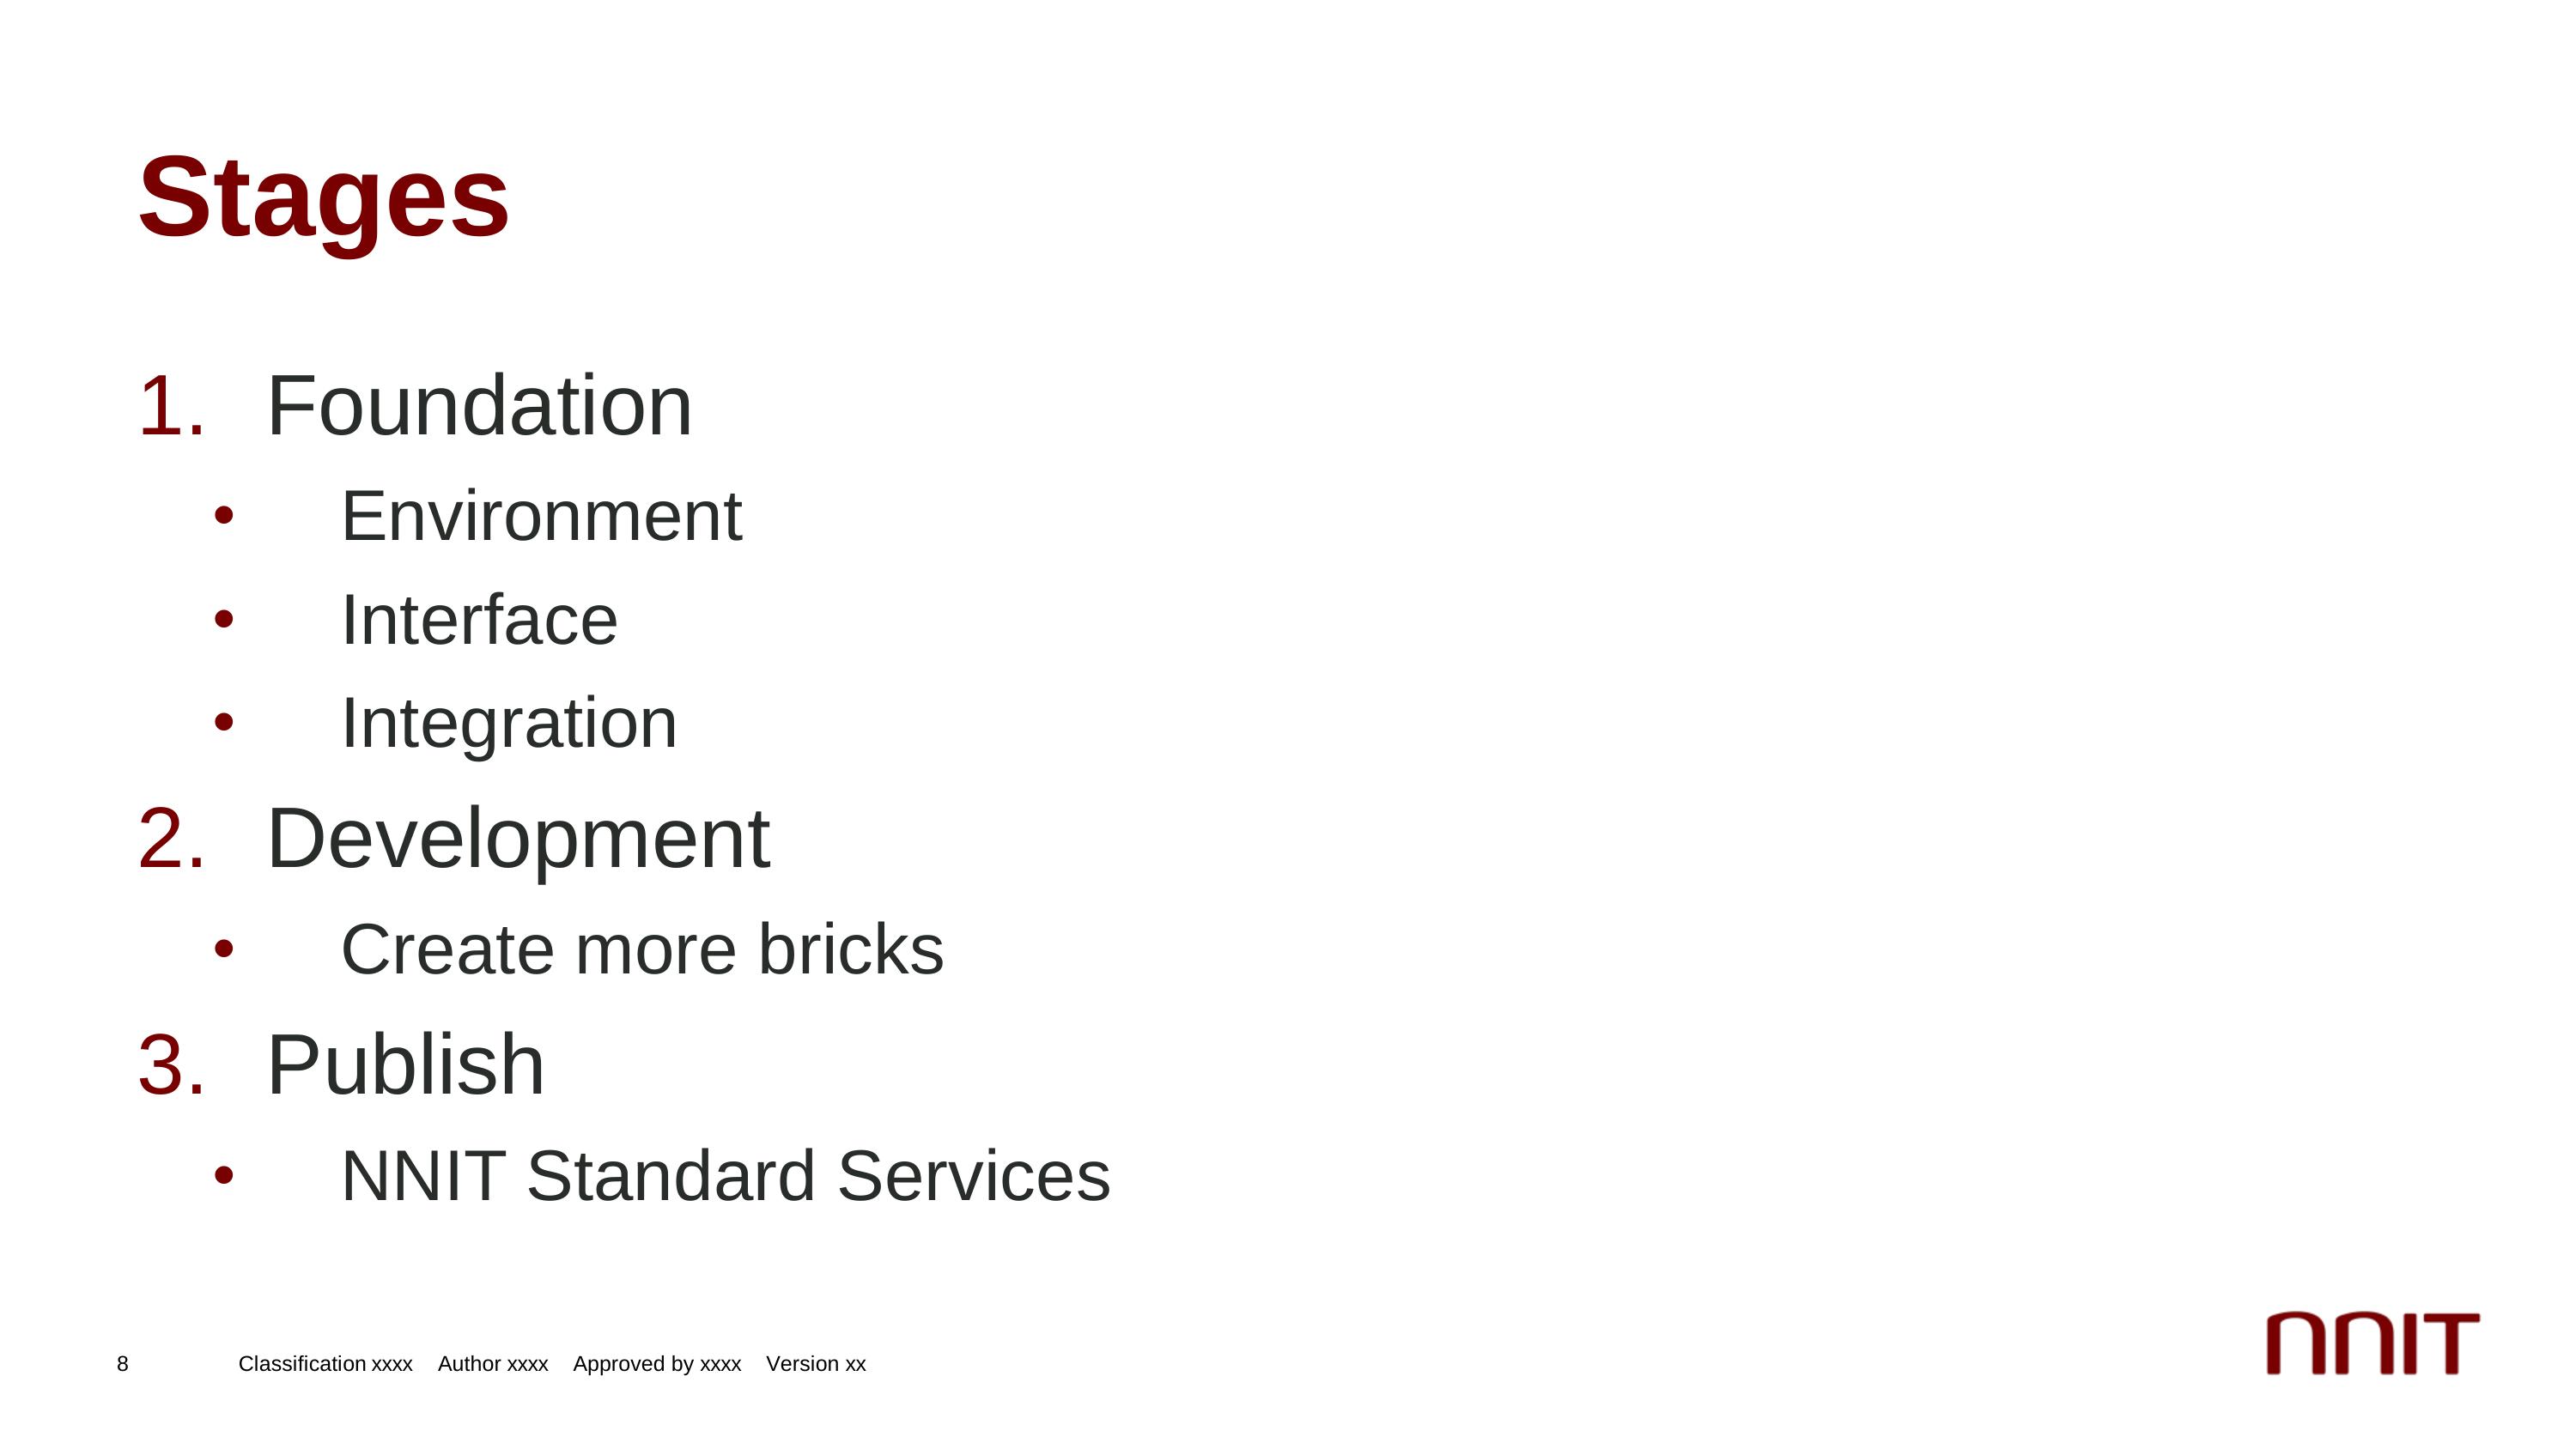 Stages
1. Foundation
• Environment
• Interface
• Integration
2. Development
• Create more bricks
3. Publish
• NNIT Standard Services
8 Classification xxxx Author xxxx Approved by xxxx Version xx
nnIT